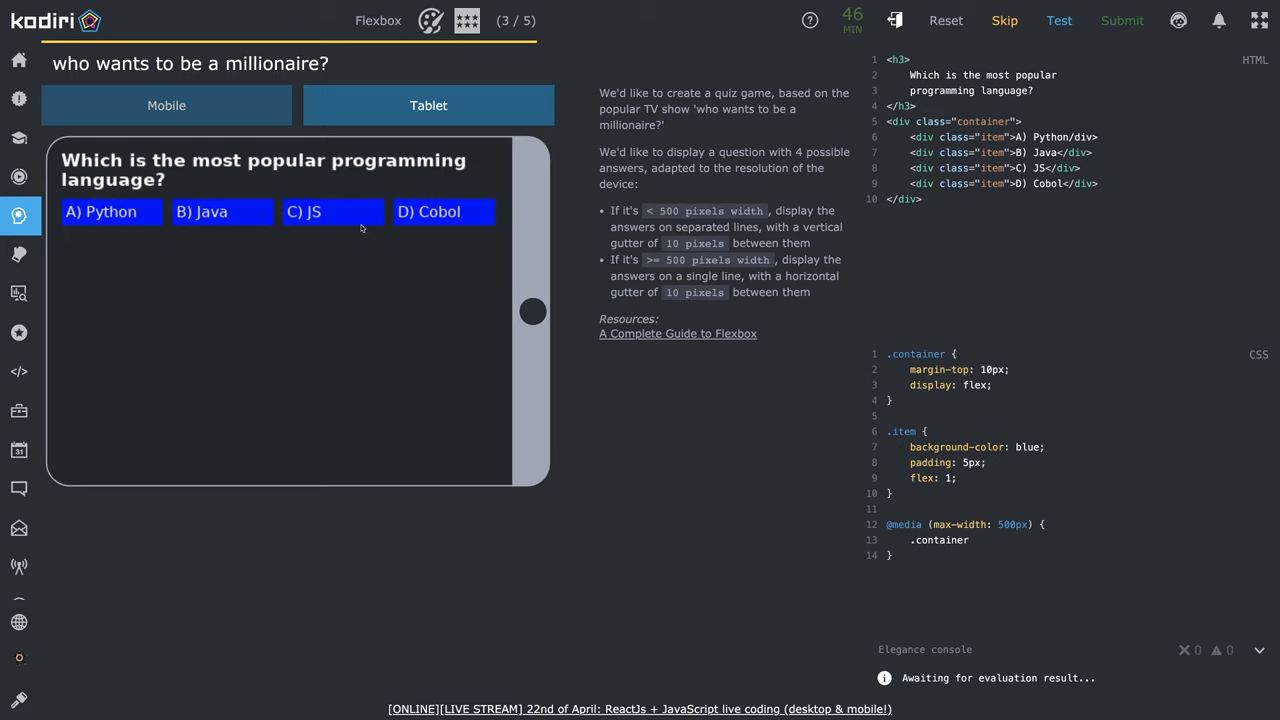 kodiri
Flexbox
(3 / 5)
46
MIN
Reset
Skip
Test
Submit
who wants to be a millionaire?
Mobile
Tablet
Which is the most popular programming
language?
A) Python
B) Java
C) JS
D) Cobol
We'd like to create a quiz game, based on the
popular TV show 'who wants to be a
millionaire?'
We'd like to display a question with 4 possible
answers, adapted to the resolution of the
device:
• If it's < 500 pixels width , display the
answers on separated lines, with a vertical
gutter of 10 pixels between them
• If it's >= 500 pixels width , display the
answers on a single line, with a horizontal
gutter of 10 pixels between them
Resources:
A Complete Guide to Flexbox
HTML
1 <h3>
2 Which is the most popular
3 programming language?
4 </h3>
5 <div class="container">
6 <div class="item">A) Python/div>
7 <div class="item">B) Java</div>
8 <div class="item">C) JS</div>
9 <div class="item">D) Cobol</div>
10 </div>
CSS
1 .container {
2 margin-top: 10px;
3 display: flex;
4 }
5
6 .item {
7 background-color: blue;
8 padding: 5px;
9 flex: 1;
10 }
11
12 @media (max-width: 500px) {
13 .container
14 }
Elegance console
0
0
Awaiting for evaluation result...
31
[ONLINE][LIVE STREAM] 22nd of April: ReactJs + JavaScript live coding (desktop & mobile!)